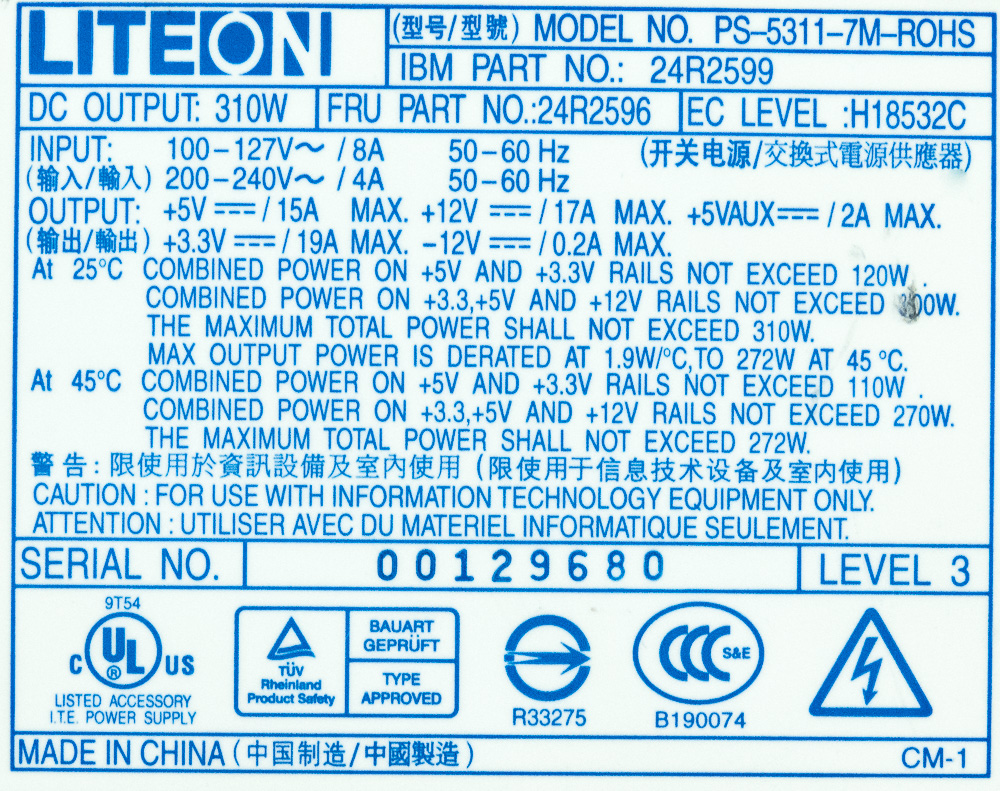 LITEON
(型号/型號) MODEL NO. PS-5311-7M-ROHS
IBM PART NO.: 24R2599
DC OUTPUT: 310W FRU PART NO.:24R2596 EC LEVEL :H18532C
INPUT: 100-127V～ / 8A 50-60 Hz (开关电源/交換式電源供應器)
(输入/輸入) 200-240V～ / 4A 50-60 Hz
OUTPUT: +5V ⎓ / 15A MAX. +12V ⎓ / 17A MAX. +5VAUX ⎓ / 2A MAX.
(输出/輸出) +3.3V ⎓ / 19A MAX. -12V ⎓ / 0.2A MAX.
At 25°C COMBINED POWER ON +5V AND +3.3V RAILS NOT EXCEED 120W .
COMBINED POWER ON +3.3,+5V AND +12V RAILS NOT EXCEED 300W.
THE MAXIMUM TOTAL POWER SHALL NOT EXCEED 310W.
MAX OUTPUT POWER IS DERATED AT 1.9W/°C,TO 272W AT 45 °C.
At 45°C COMBINED POWER ON +5V AND +3.3V RAILS NOT EXCEED 110W .
COMBINED POWER ON +3.3,+5V AND +12V RAILS NOT EXCEED 270W.
THE MAXIMUM TOTAL POWER SHALL NOT EXCEED 272W.
警告:限使用於資訊設備及室內使用 (限使用于信息技术设备及室内使用)
CAUTION : FOR USE WITH INFORMATION TECHNOLOGY EQUIPMENT ONLY.
ATTENTION : UTILISER AVEC DU MATERIEL INFORMATIQUE SEULEMENT.
SERIAL NO. 00129680 LEVEL 3
9T54
c UL ® US
LISTED ACCESSORY
I.T.E. POWER SUPPLY
TÜV
Rheinland
Product Safety
BAUART
GEPRÜFT
TYPE
APPROVED
R33275
CCC S&E
B190074
MADE IN CHINA (中国制造/中國製造) CM-1